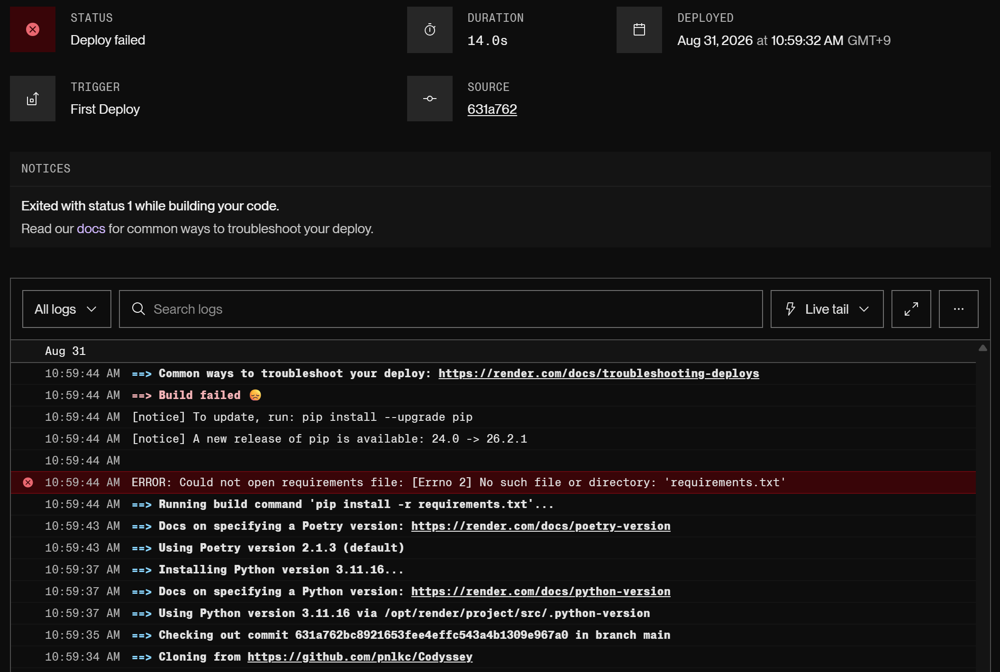 STATUS
Deploy failed
DURATION
14.0s
DEPLOYED
Aug 31, 2026 at 10:59:32 AM GMT+9
TRIGGER
First Deploy
SOURCE
631a762
NOTICES
Exited with status 1 while building your code.
Read our docs for common ways to troubleshoot your deploy.
All logs
Search logs
Live tail
Aug 31
10:59:44 AM ==> Common ways to troubleshoot your deploy: https://render.com/docs/troubleshooting-deploys
10:59:44 AM ==> Build failed 😞
10:59:44 AM [notice] To update, run: pip install --upgrade pip
10:59:44 AM [notice] A new release of pip is available: 24.0 -> 26.2.1
10:59:44 AM
10:59:44 AM ERROR: Could not open requirements file: [Errno 2] No such file or directory: 'requirements.txt'
10:59:44 AM ==> Running build command 'pip install -r requirements.txt'...
10:59:43 AM ==> Docs on specifying a Poetry version: https://render.com/docs/poetry-version
10:59:43 AM ==> Using Poetry version 2.1.3 (default)
10:59:37 AM ==> Installing Python version 3.11.16...
10:59:37 AM ==> Docs on specifying a Python version: https://render.com/docs/python-version
10:59:37 AM ==> Using Python version 3.11.16 via /opt/render/project/src/.python-version
10:59:35 AM ==> Checking out commit 631a762bc8921653fee4effc543a4b1309e967a0 in branch main
10:59:34 AM ==> Cloning from https://github.com/pnlkc/Codyssey